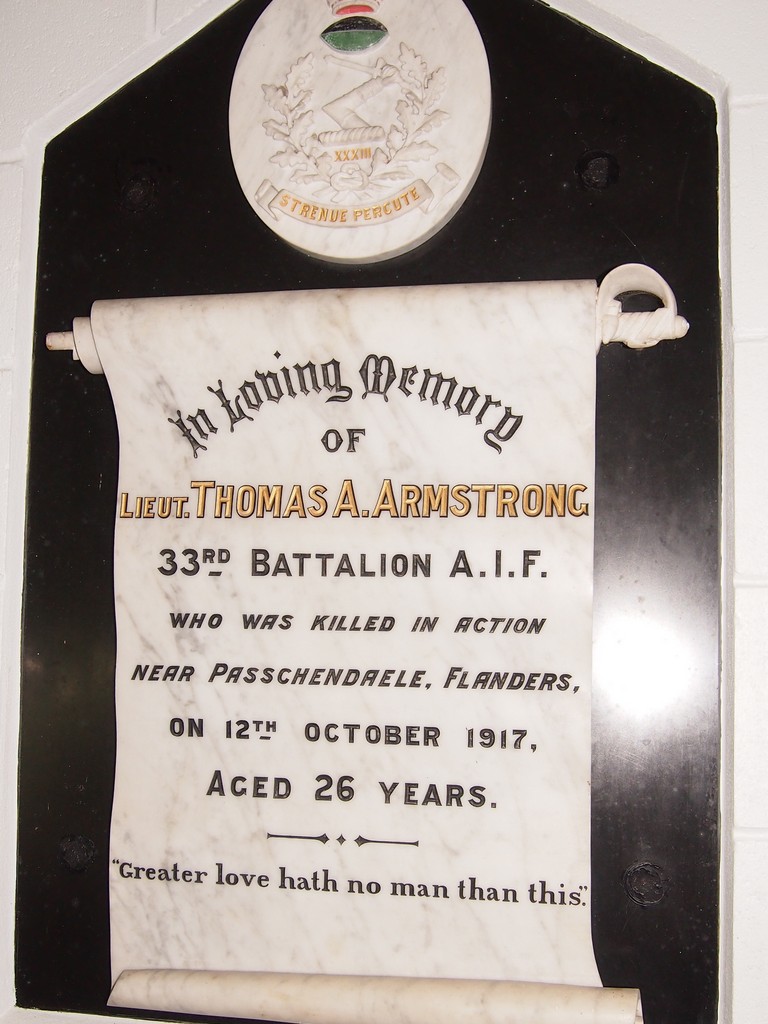 XXXIII
STRENUE PERCUTE
In Loving Memory
OF
LIEUT. THOMAS A. ARMSTRONG
33RD BATTALION A.I.F.
WHO WAS KILLED IN ACTION
NEAR PASSCHENDAELE, FLANDERS,
ON 12TH OCTOBER 1917,
AGED 26 YEARS.
"Greater love hath no man than this."